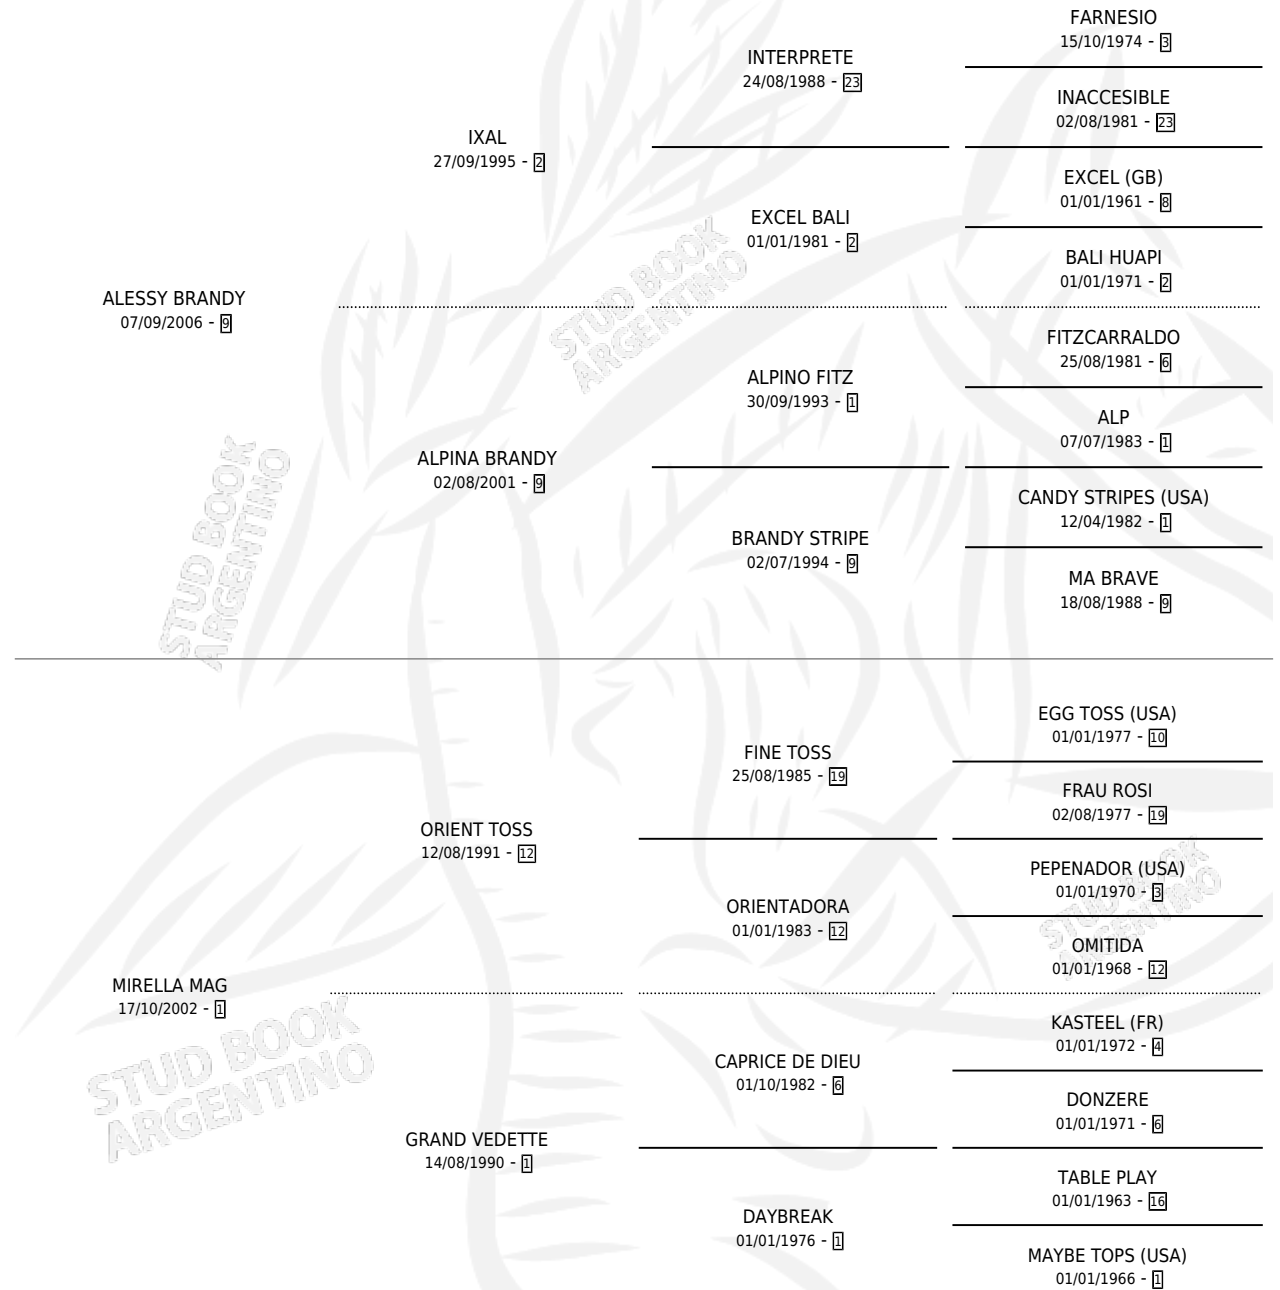 FARNESIO
15/10/1974 - 3
INTERPRETE
24/08/1988 - 23
INACCESIBLE
02/08/1981 - 23
IXAL
27/09/1995 - 2
EXCEL (GB)
01/01/1961 - 8
EXCEL BALI
01/01/1981 - 2
BALI HUAPI
01/01/1971 - 2
ALESSY BRANDY
07/09/2006 - 9
FITZCARRALDO
25/08/1981 - 6
ALPINO FITZ
30/09/1993 - 1
ALP
07/07/1983 - 1
ALPINA BRANDY
02/08/2001 - 9
CANDY STRIPES (USA)
12/04/1982 - 1
BRANDY STRIPE
02/07/1994 - 9
MA BRAVE
18/08/1988 - 9
EGG TOSS (USA)
01/01/1977 - 10
FINE TOSS
25/08/1985 - 19
FRAU ROSI
02/08/1977 - 19
ORIENT TOSS
12/08/1991 - 12
PEPENADOR (USA)
01/01/1970 - 3
ORIENTADORA
01/01/1983 - 12
OMITIDA
01/01/1968 - 12
MIRELLA MAG
17/10/2002 - 1
KASTEEL (FR)
01/01/1972 - 4
CAPRICE DE DIEU
01/10/1982 - 6
DONZERE
01/01/1971 - 6
GRAND VEDETTE
14/08/1990 - 1
TABLE PLAY
01/01/1963 - 16
DAYBREAK
01/01/1976 - 1
MAYBE TOPS (USA)
01/01/1966 - 1
STUD BOOK
ARGENTINO
STUD BOOK
ARGENTINO
STUD BOOK
ARGENTINO
STUD BOOK
ARGENTINO